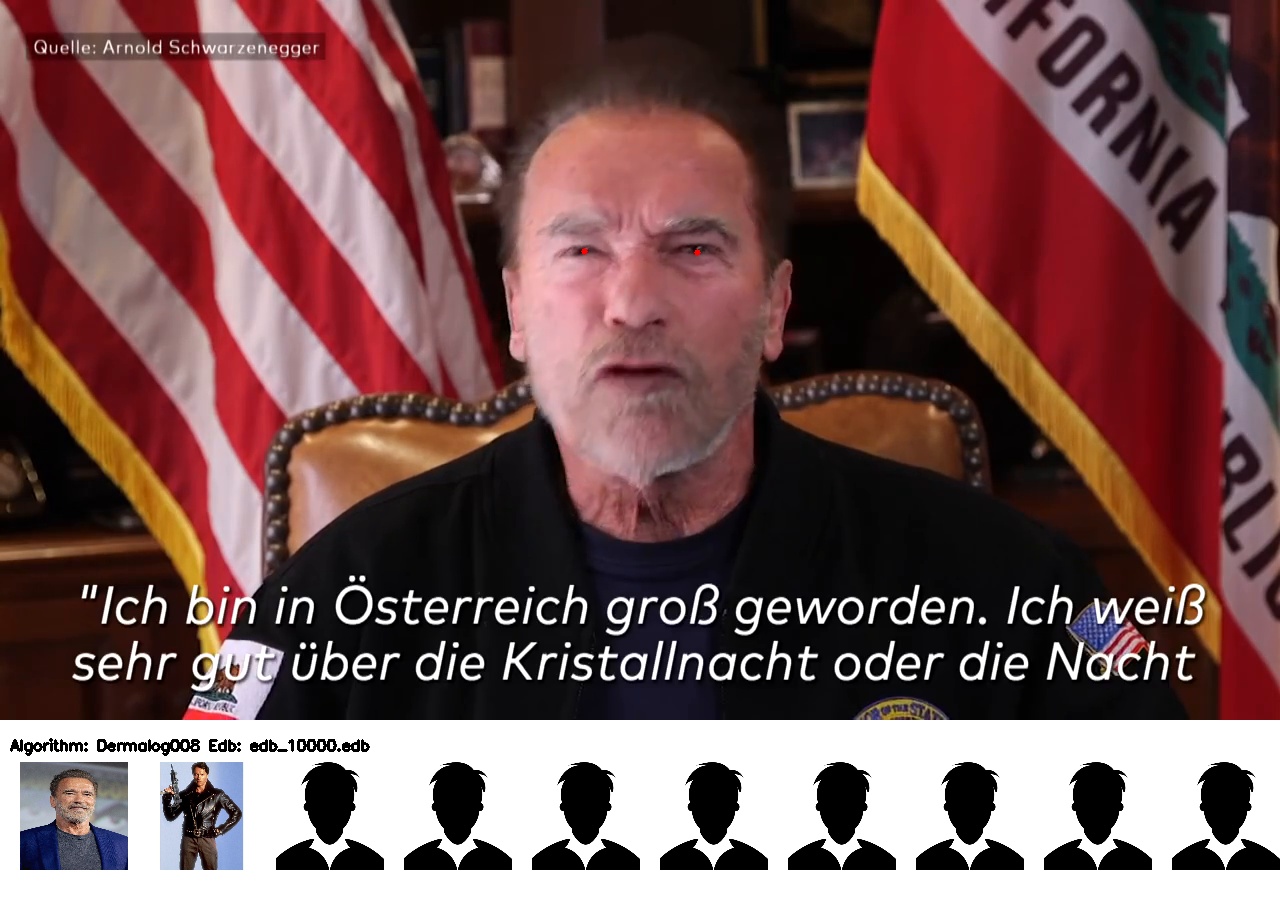 Quelle: Arnold Schwarzenegger
IFORNIA
"Ich bin in Österreich groß geworden. Ich weiß
sehr gut über die Kristallnacht oder die Nacht
Algorithm: Dermalog008 Edb: edb_10000.edb